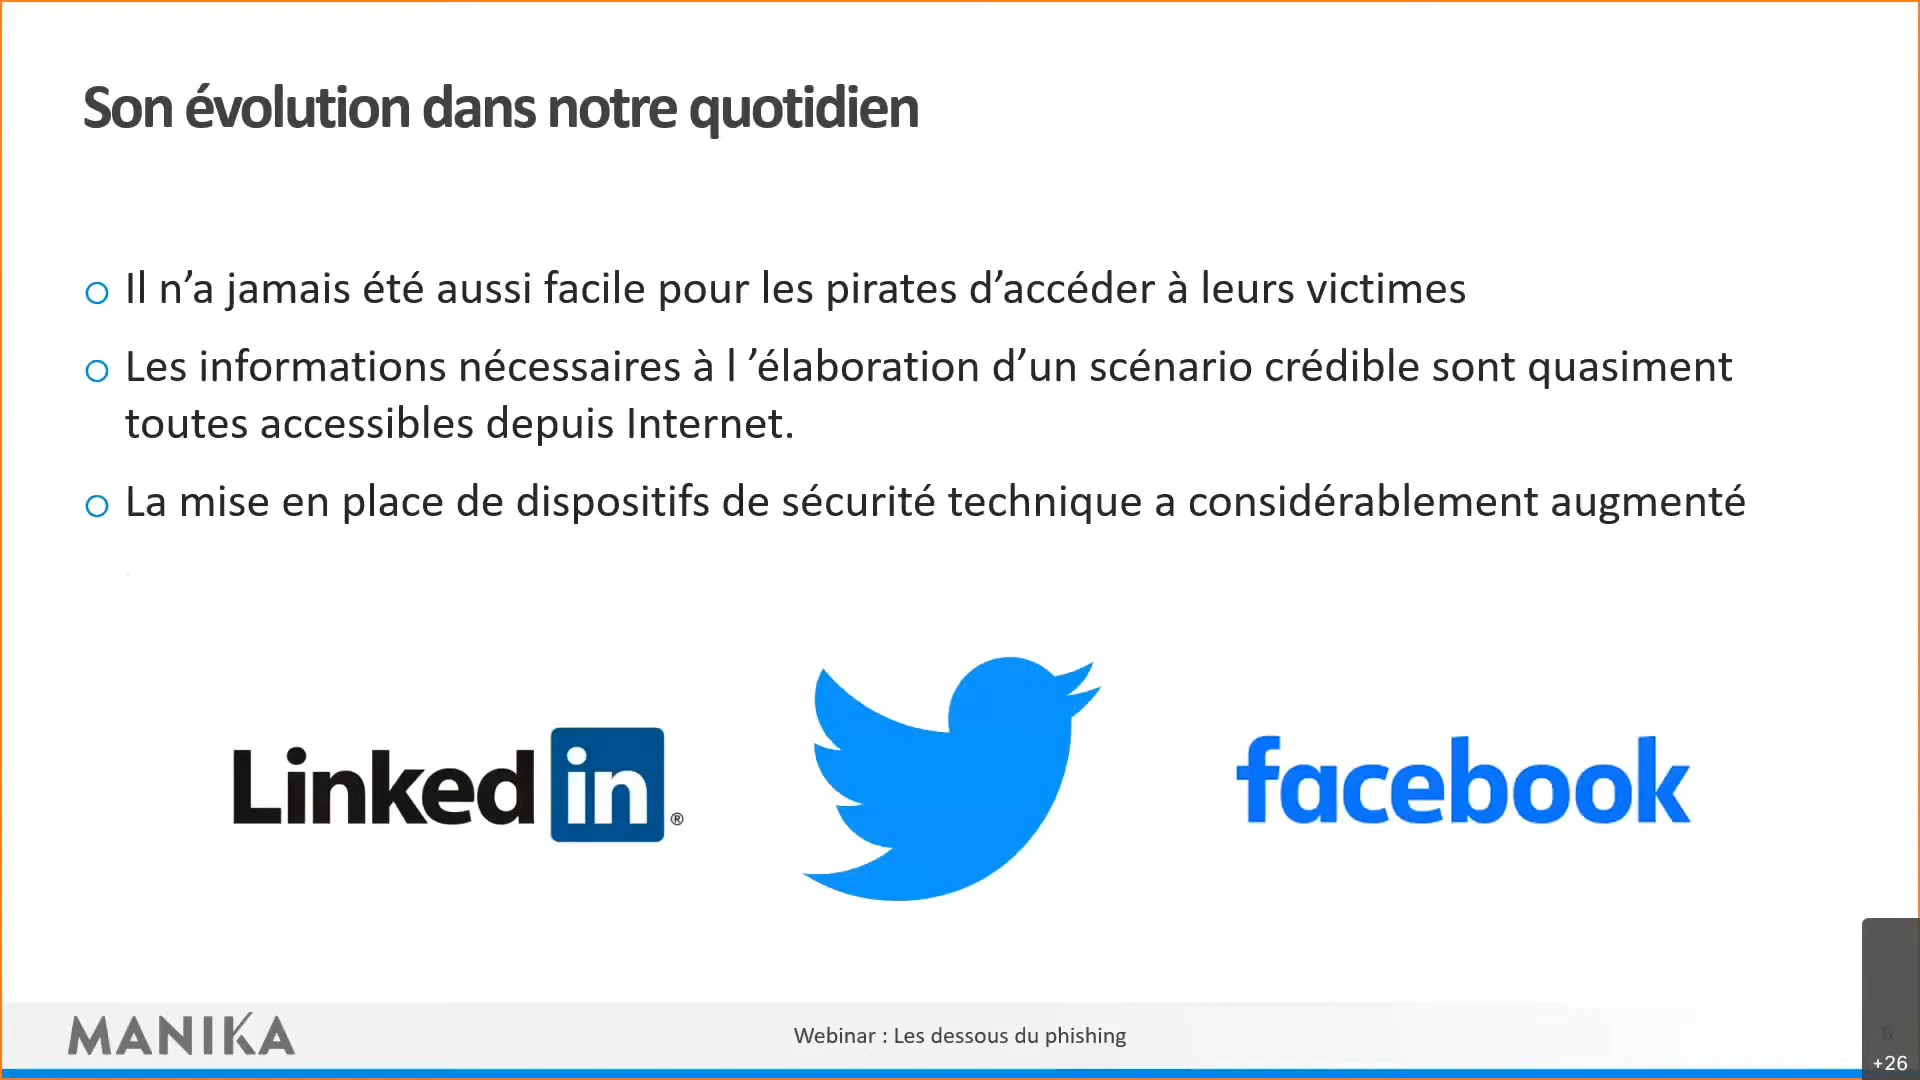 Son évolution dans notre quotidien
o Il n’a jamais été aussi facile pour les pirates d’accéder à leurs victimes
o Les informations nécessaires à l ’élaboration d’un scénario crédible sont quasiment
toutes accessibles depuis Internet.
o La mise en place de dispositifs de sécurité technique a considérablement augmenté
Linked in ®
facebook
MANIKA
Webinar : Les dessous du phishing
+26